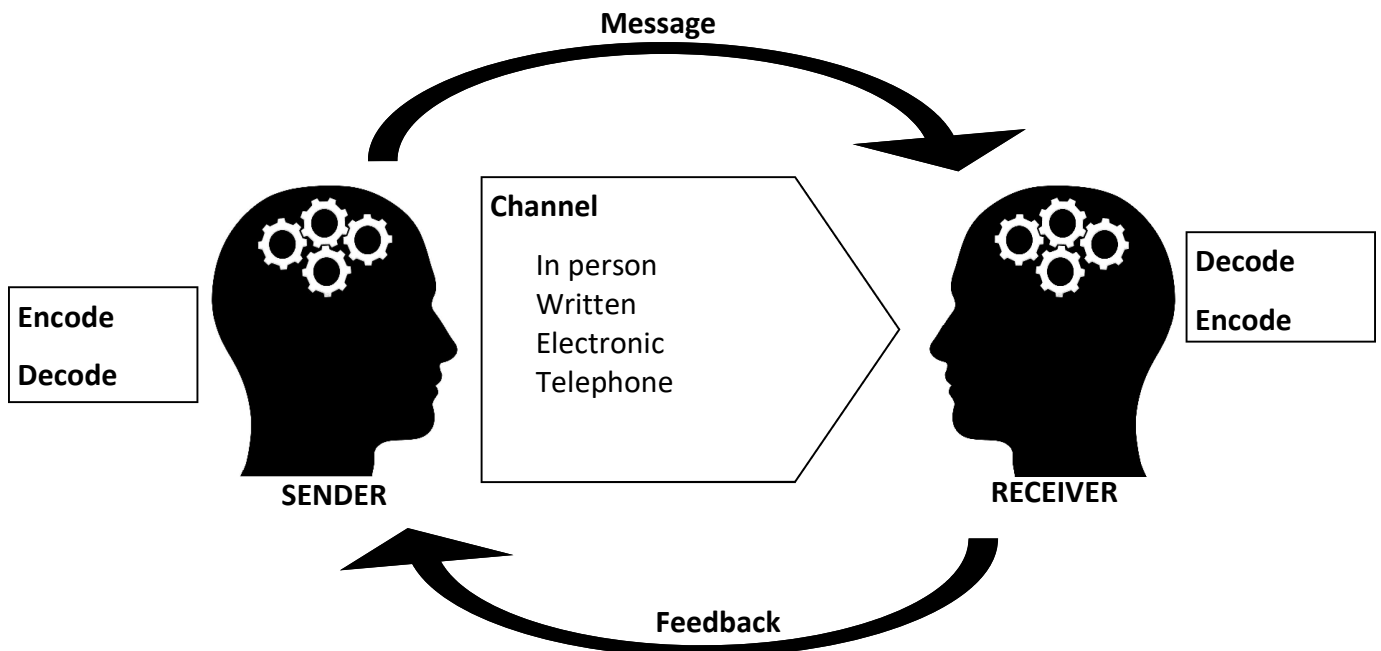 Message
Channel
In person
Written
Electronic
Telephone
Encode
Decode
Decode
Encode
SENDER
RECEIVER
Feedback